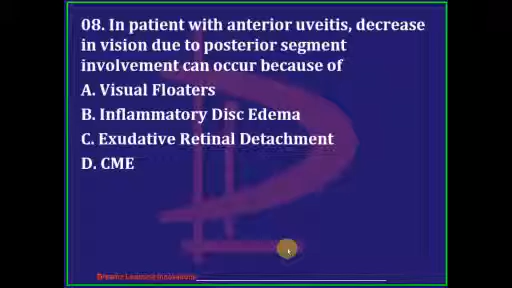 08. In patient with anterior uveitis, decrease
in vision due to posterior segment
involvement can occur because of
A. Visual Floaters
B. Inflammatory Disc Edema
C. Exudative Retinal Detachment
D. CME